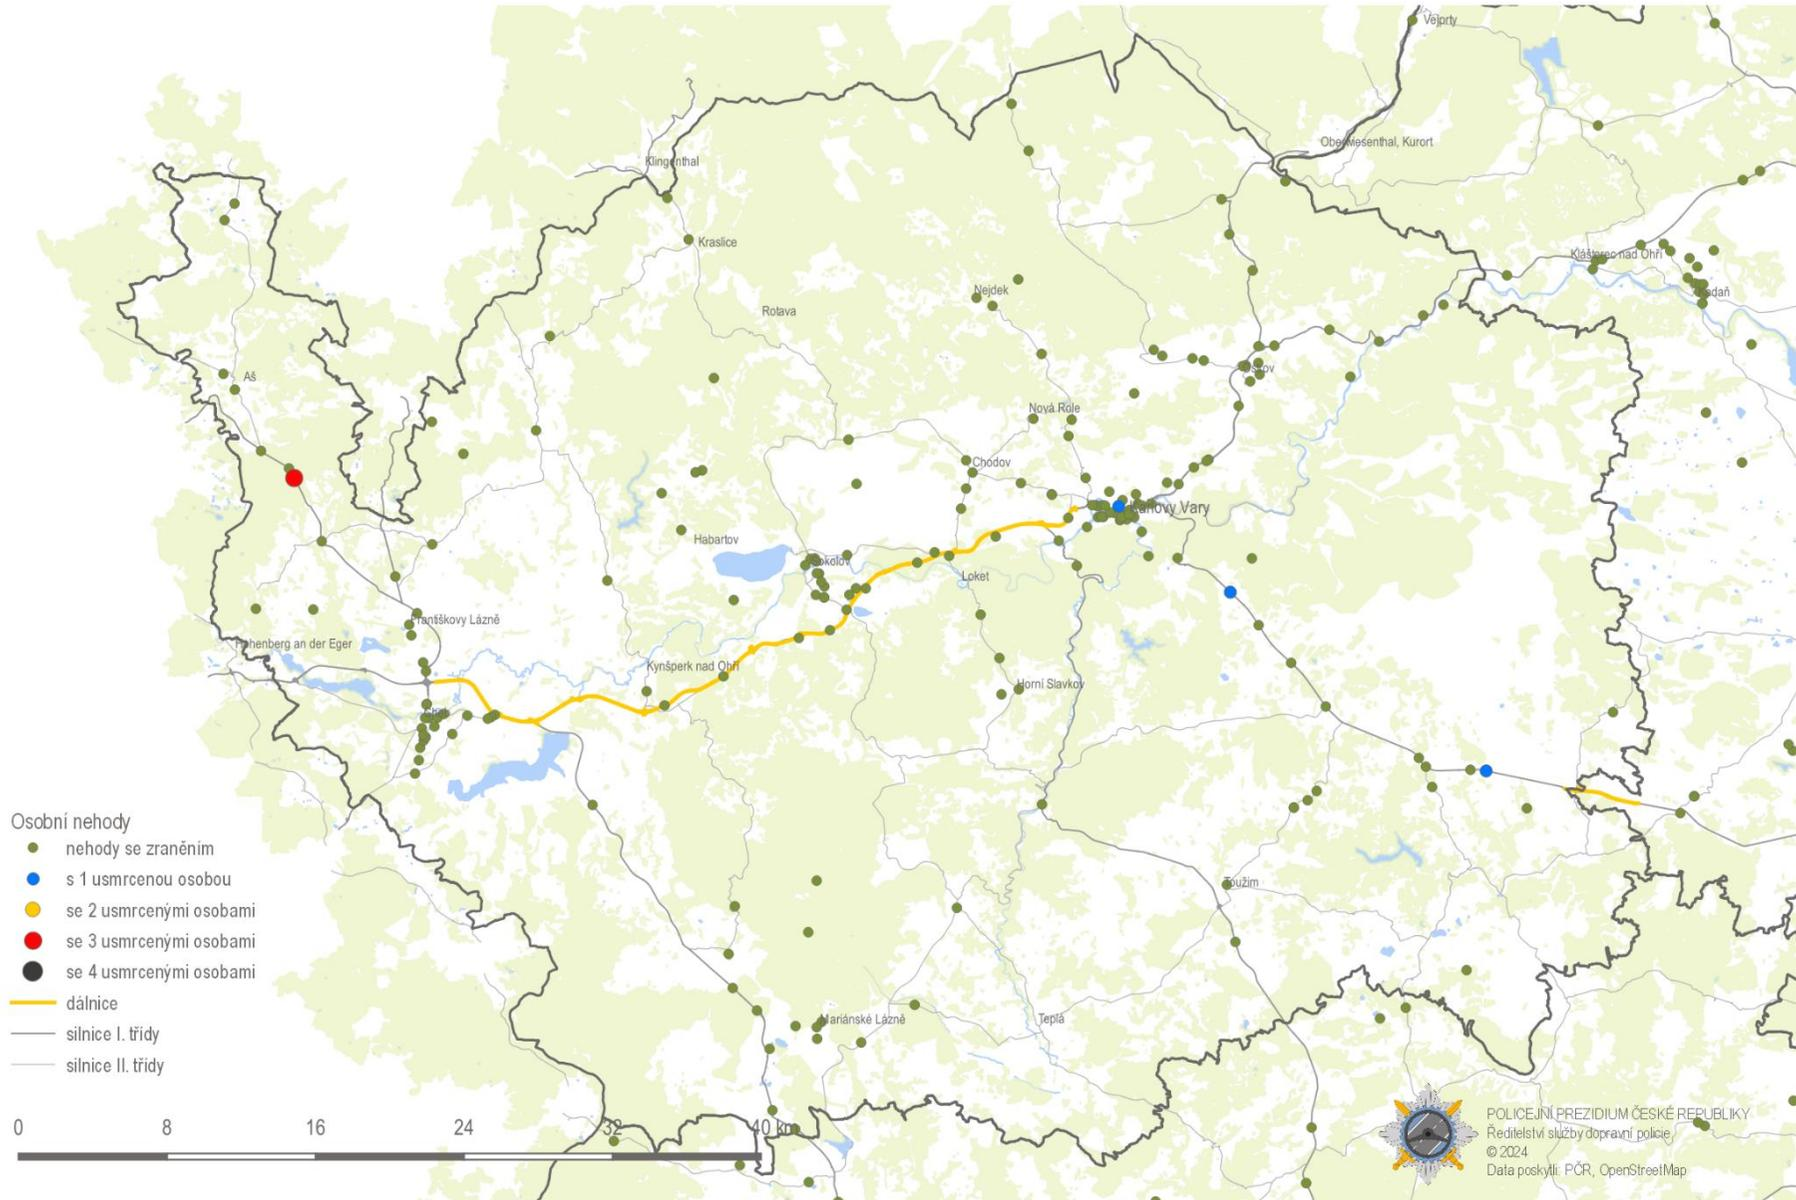 Vejprty
Oberwiesenthal, Kurort
Klingenthal
Kraslice
Klášterec nad Ohří
Nejdek
Kadaň
Rotava
Ostrov
Aš
Nová Role
Chodov
Karlovy Vary
Habartov
Sokolov
Loket
Františkovy Lázně
Hohenberg an der Eger
Kynšperk nad Ohří
Horní Slavkov
Cheb
Toužim
Mariánské Lázně
Teplá
Osobní nehody
nehody se zraněním
s 1 usmrcenou osobou
se 2 usmrcenými osobami
se 3 usmrcenými osobami
se 4 usmrcenými osobami
dálnice
silnice I. třídy
silnice II. třídy
0 8 16 24 32 40 km
POLICEJNÍ PREZIDIUM ČESKÉ REPUBLIKY
Ředitelství služby dopravní policie
© 2024
Data poskytli: PČR, OpenStreetMap